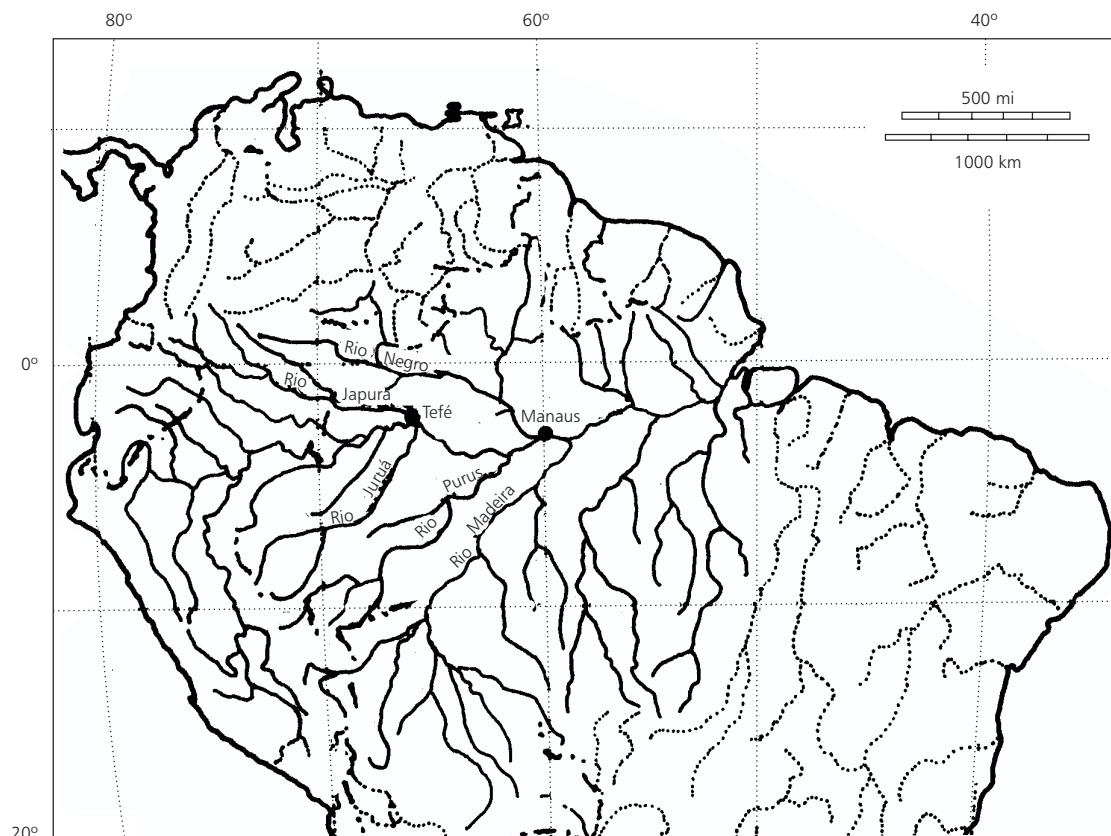 80º
60º
40º
500 mi
1000 km
0º
Rio Negro
Rio Japurá
Tefé
Manaus
Rio Juruá
Rio Purus
Rio Madeira
20º